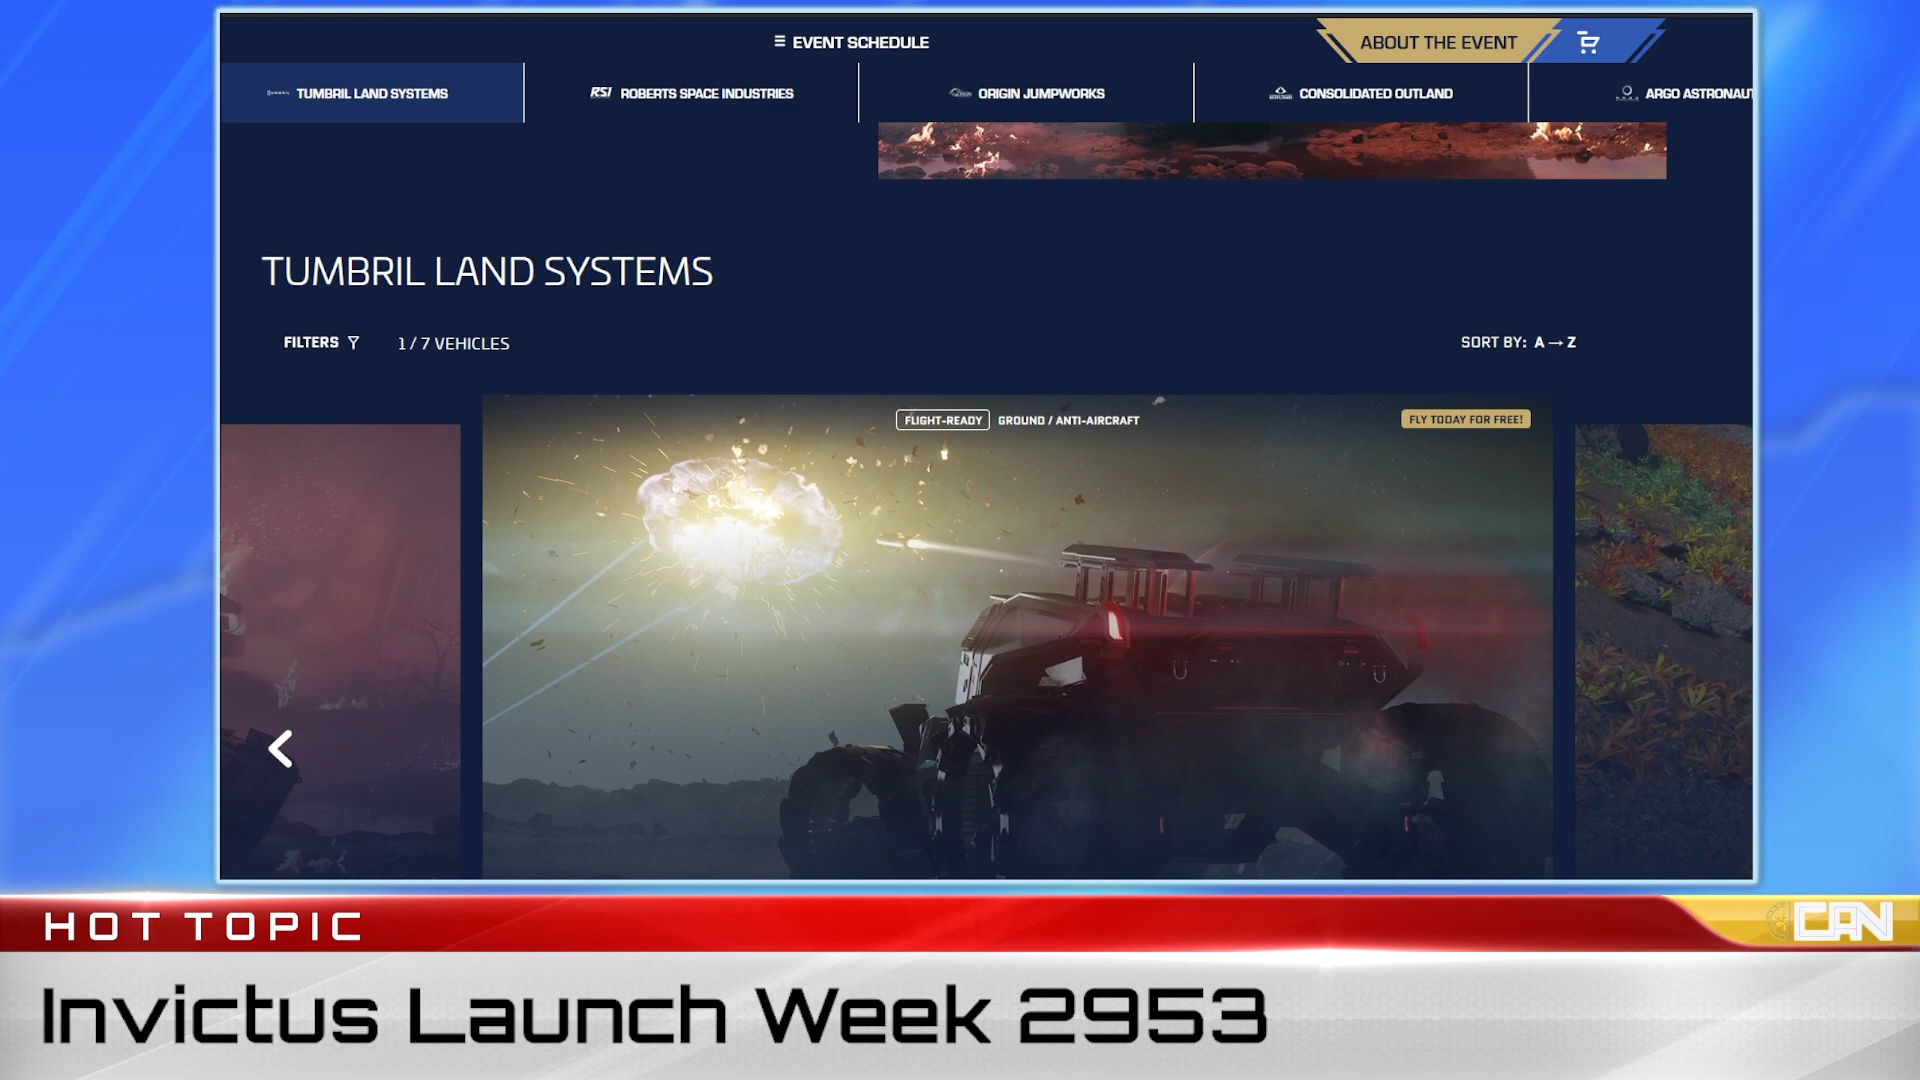 EVENT SCHEDULE
ABOUT THE EVENT
TUMBRIL LAND SYSTEMS
RSI ROBERTS SPACE INDUSTRIES
ORIGIN JUMPWORKS
CONSOLIDATED OUTLAND
ARGO ASTRONAUT
TUMBRIL LAND SYSTEMS
FILTERS
1 / 7 VEHICLES
SORT BY: A → Z
FLIGHT-READY
GROUND / ANTI-AIRCRAFT
FLY TODAY FOR FREE!
HOT TOPIC
CAN
Invictus Launch Week 2953